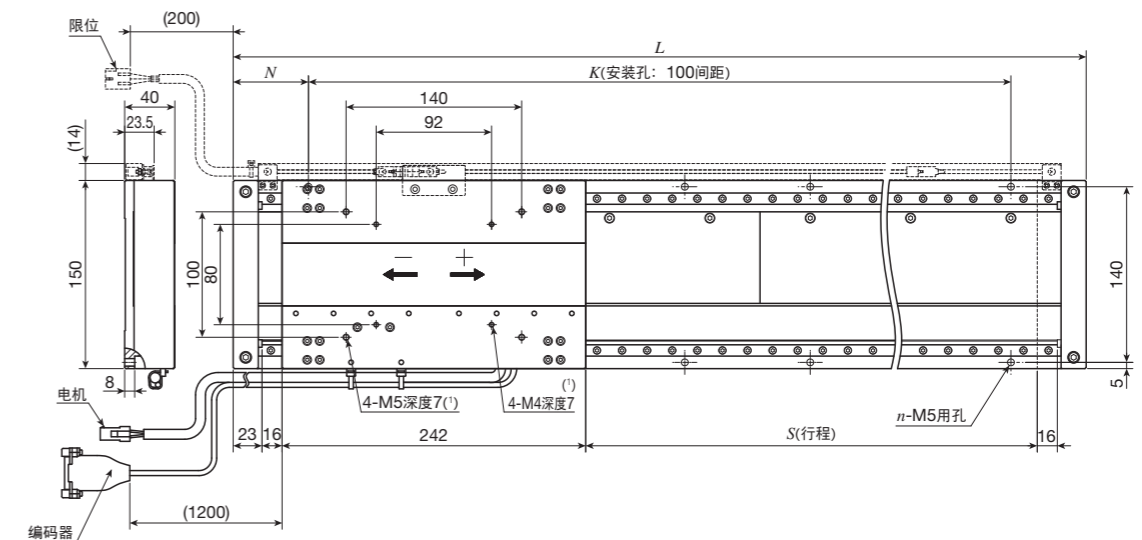 限位
(200)
L
N
K(安装孔：100间距)
40
140
23.5
92
(14)
150
100
80
140
8
5
电机
4-M5深度7(1)
(1)
4-M4深度7
n-M5用孔
23
16
242
S(行程)
16
(1200)
编码器